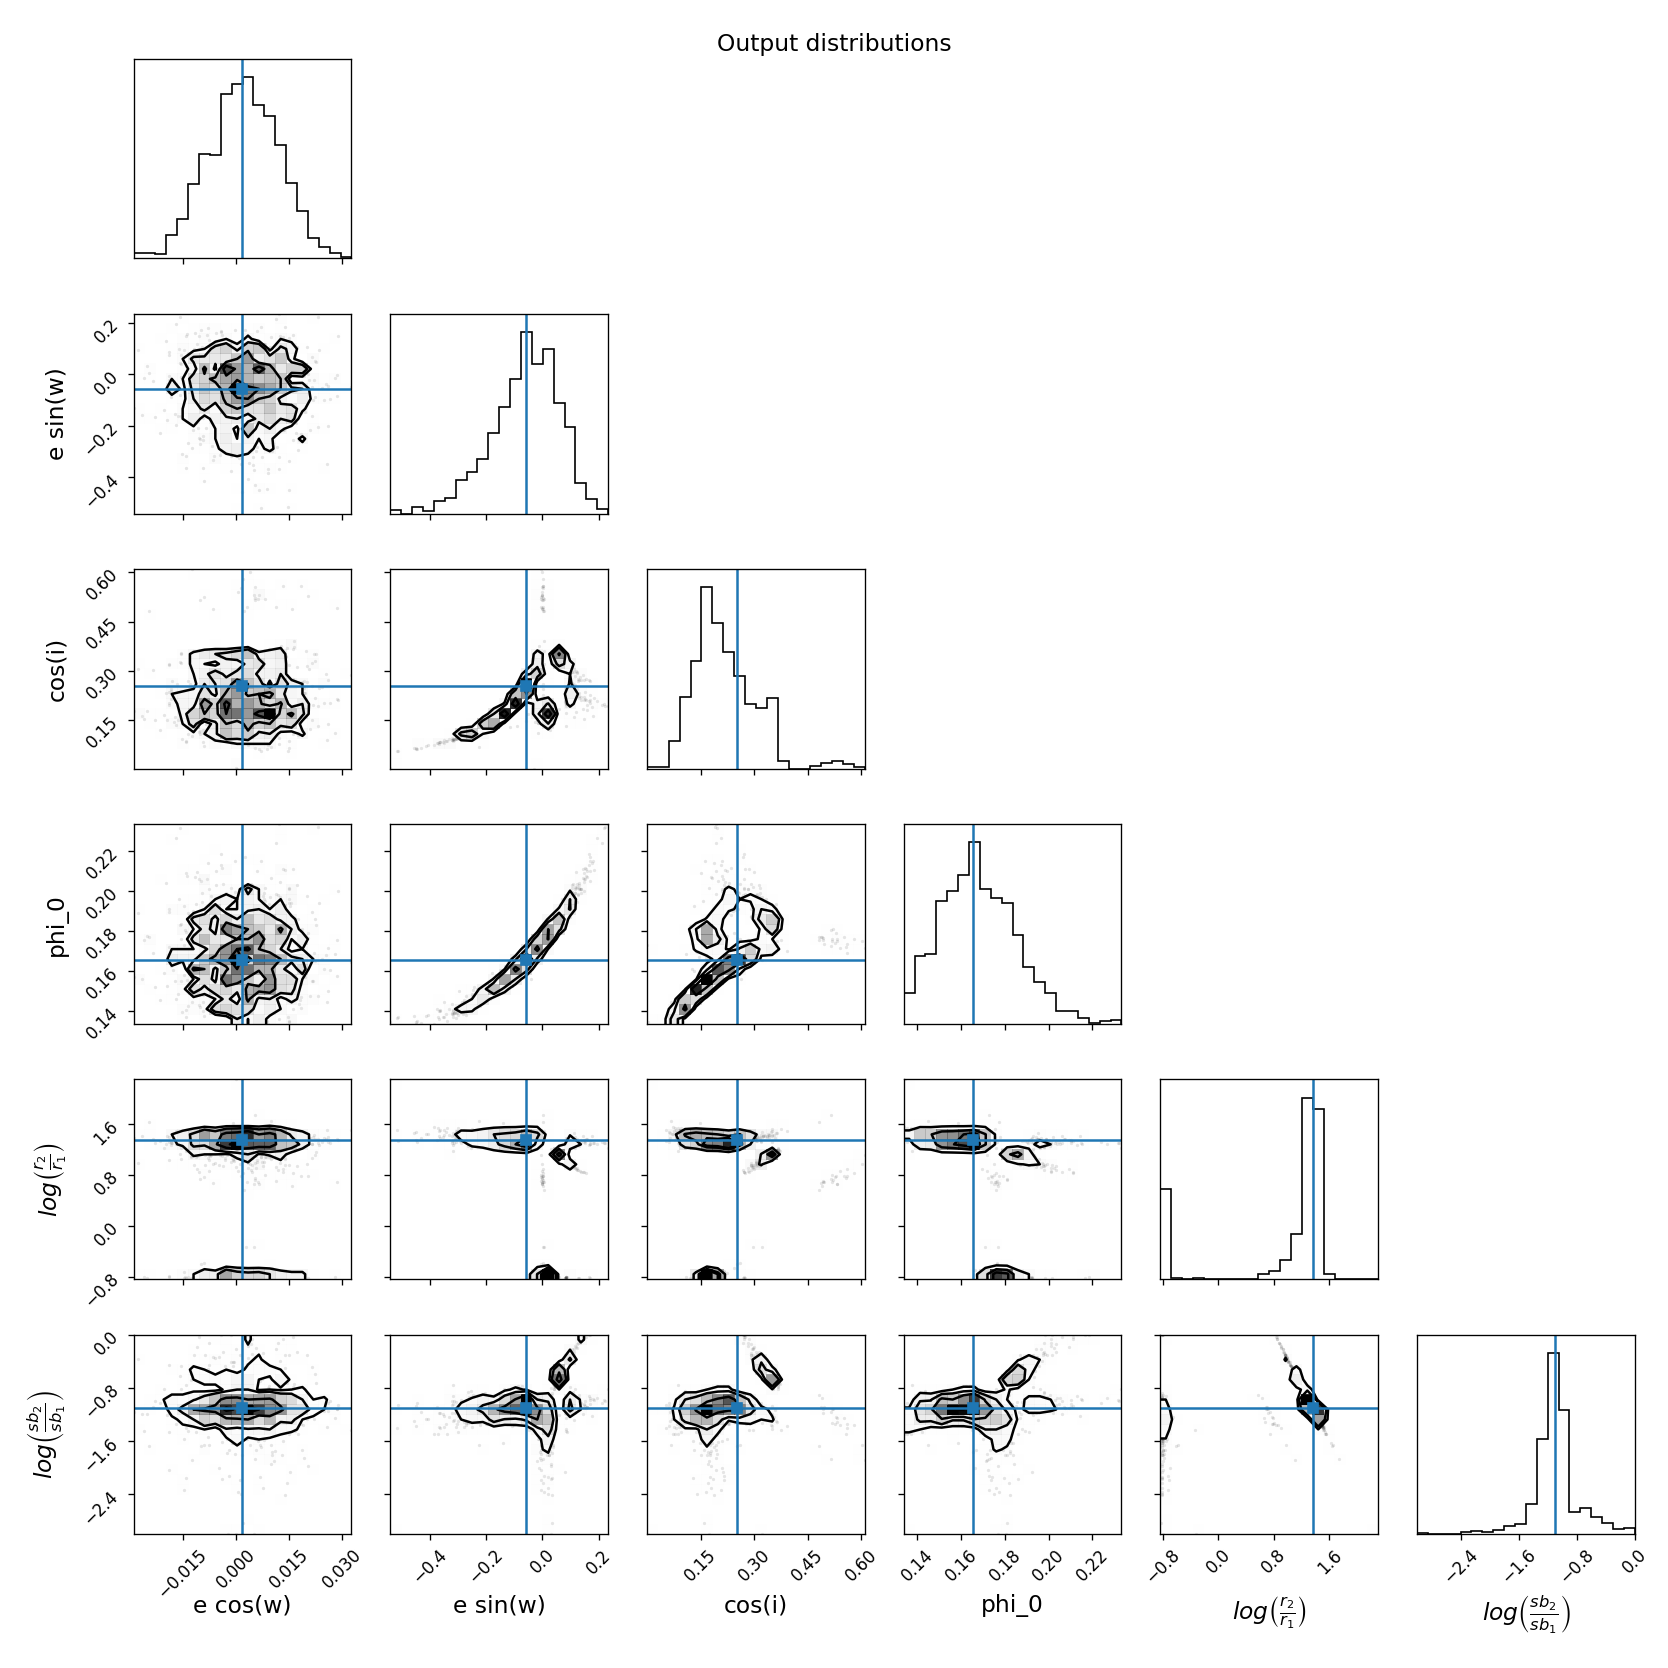 Output distributions
0.2
0.0
−0.2
−0.4
e sin(w)
0.60
0.45
0.30
0.15
cos(i)
0.22
0.20
0.18
0.16
0.14
phi_0
1.6
0.8
0.0
−0.8
log(r₂/r₁)
0.0
−0.8
−1.6
−2.4
log(sb₂/sb₁)
−0.015 0.000 0.015 0.030
−0.4 −0.2 0.0 0.2
0.15 0.30 0.45 0.60
0.14 0.16 0.18 0.20 0.22
−0.8 0.0 0.8 1.6
−2.4 −1.6 −0.8 0.0
e cos(w)
e sin(w)
cos(i)
phi_0
log(r₂/r₁)
log(sb₂/sb₁)